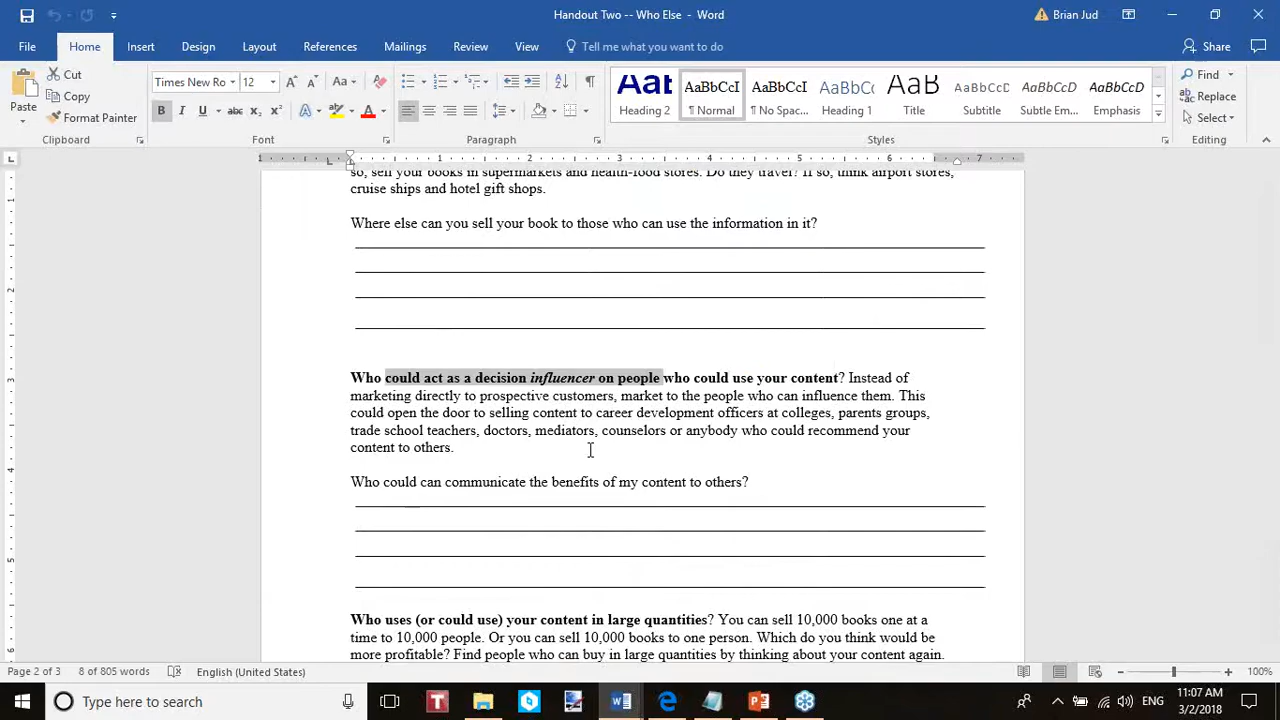 Handout Two -- Who Else - Word
Brian Jud
File Home Insert Design Layout References Mailings Review View Tell me what you want to do Share
Paste
Cut
Copy
Format Painter
Clipboard
Times New Ro 12
B I U abc x₂ x²
Font
Paragraph
AaBbCcI Heading 2
AaBbCcI ¶ Normal
AaBbCcI ¶ No Spac...
AaBbCc Heading 1
AaB Title
AaBbCcD Subtitle
AaBbCcD Subtle Em...
AaBbCcD Emphasis
Styles
Find
Replace
Select
Editing
1 1 2 3 4 5 6 7
so, sell your books in supermarkets and health-food stores. Do they travel? If so, think airport stores,
cruise ships and hotel gift shops.
Where else can you sell your book to those who can use the information in it?
Who could act as a decision influencer on people who could use your content? Instead of
marketing directly to prospective customers, market to the people who can influence them. This
could open the door to selling content to career development officers at colleges, parents groups,
trade school teachers, doctors, mediators, counselors or anybody who could recommend your
content to others.
Who could can communicate the benefits of my content to others?
Who uses (or could use) your content in large quantities? You can sell 10,000 books one at a
time to 10,000 people. Or you can sell 10,000 books to one person. Which do you think would be
more profitable? Find people who can buy in large quantities by thinking about your content again.
Page 2 of 3 8 of 805 words English (United States) 100%
Type here to search
ENG
11:07 AM
3/2/2018